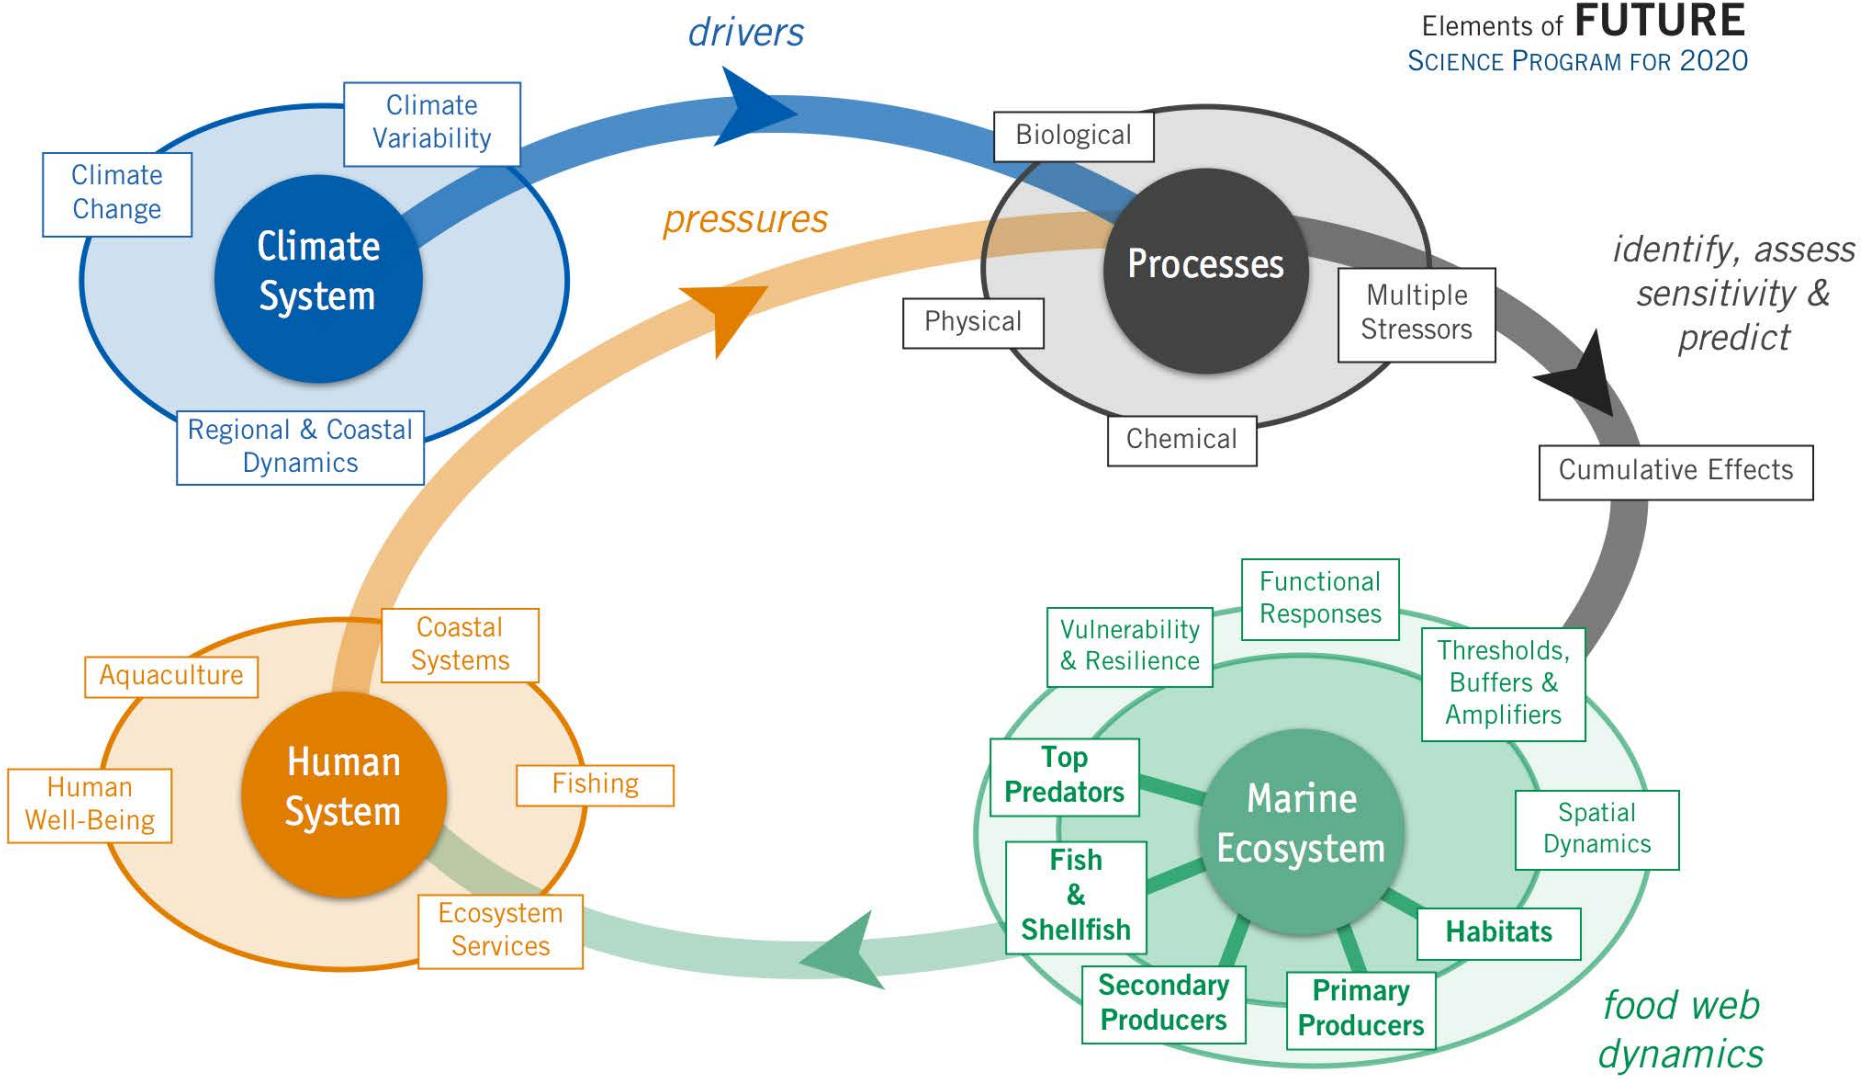 drivers
Elements of FUTURE
SCIENCE PROGRAM FOR 2020
Climate
Variability
Climate
Change
Climate
System
Regional & Coastal
Dynamics
pressures
Biological
Processes
Physical
Multiple
Stressors
Chemical
identify, assess
sensitivity &
predict
Cumulative Effects
Functional
Responses
Vulnerability
& Resilience
Thresholds,
Buffers &
Amplifiers
Top
Predators
Marine
Ecosystem
Spatial
Dynamics
Fish
&
Shellfish
Habitats
Secondary
Producers
Primary
Producers
food web
dynamics
Coastal
Systems
Aquaculture
Human
System
Human
Well-Being
Fishing
Ecosystem
Services